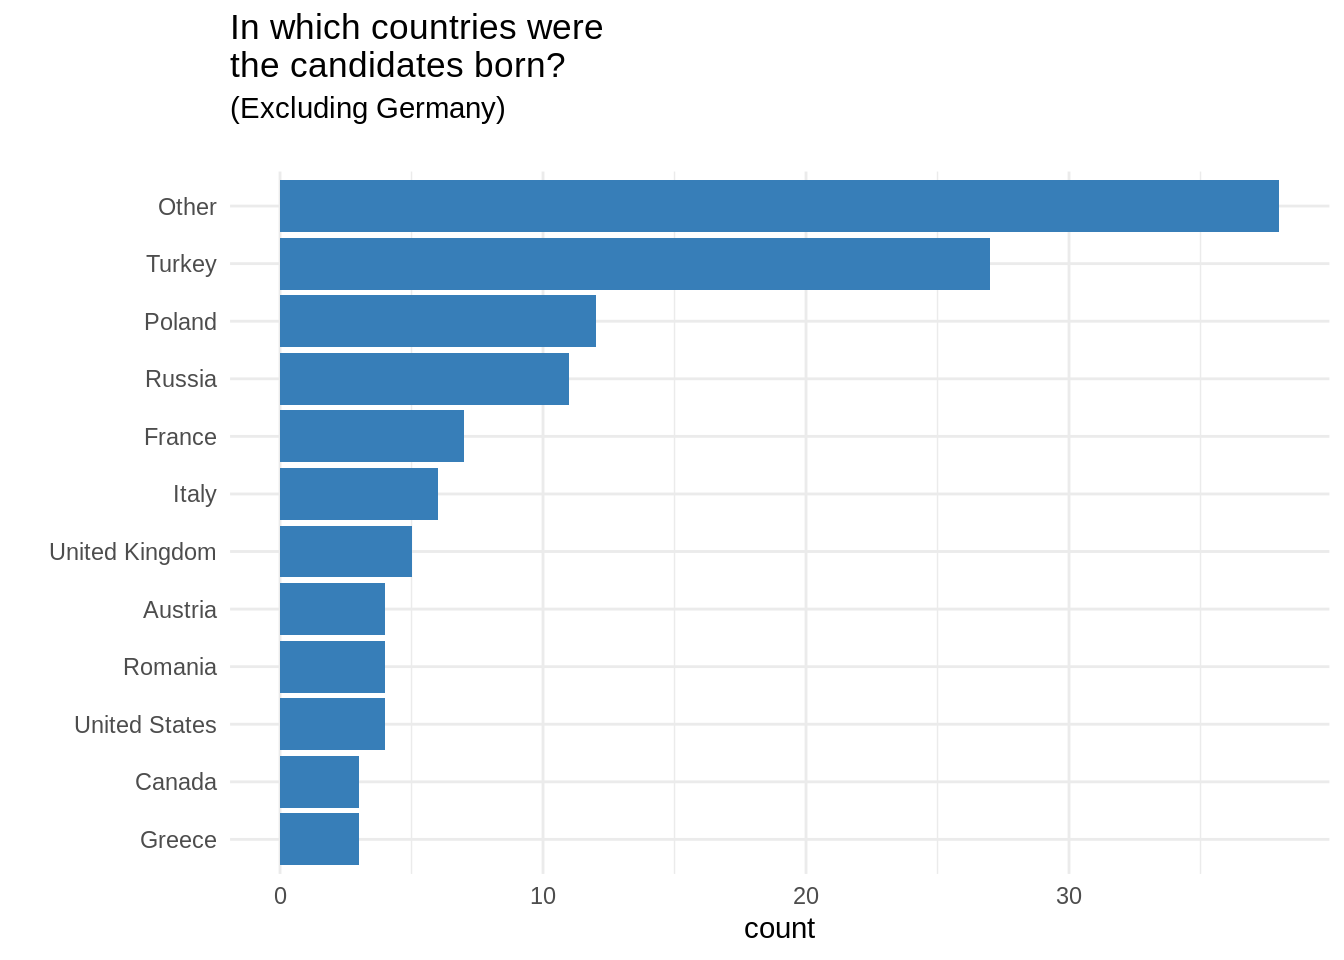 In which countries were
the candidates born?
(Excluding Germany)
Other
Turkey
Poland
Russia
France
Italy
United Kingdom
Austria
Romania
United States
Canada
Greece
0 10 20 30
count